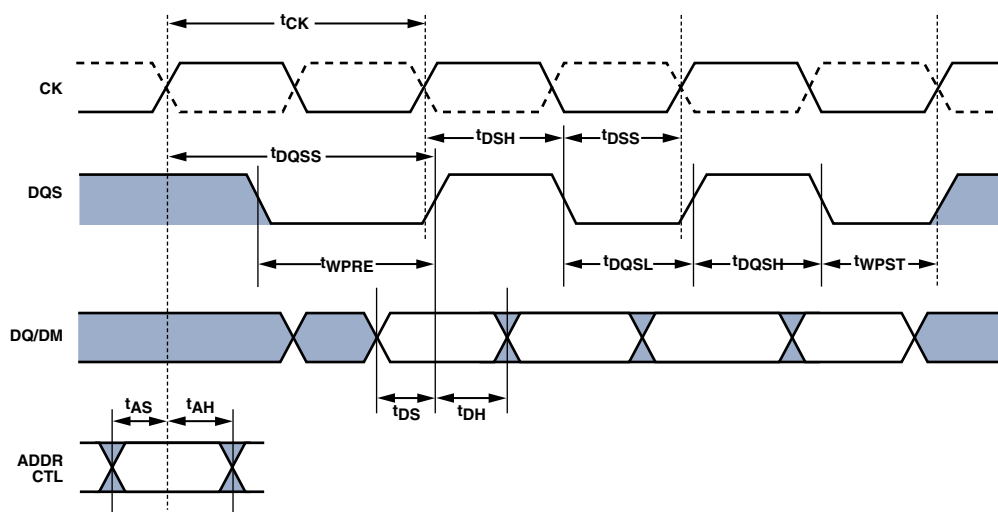 tCK
CK
tDSH
tDSS
tDQSS
DQS
tWPRE
tDQSL
tDQSH
tWPST
DQ/DM
tAS
tAH
tDS
tDH
ADDR
CTL